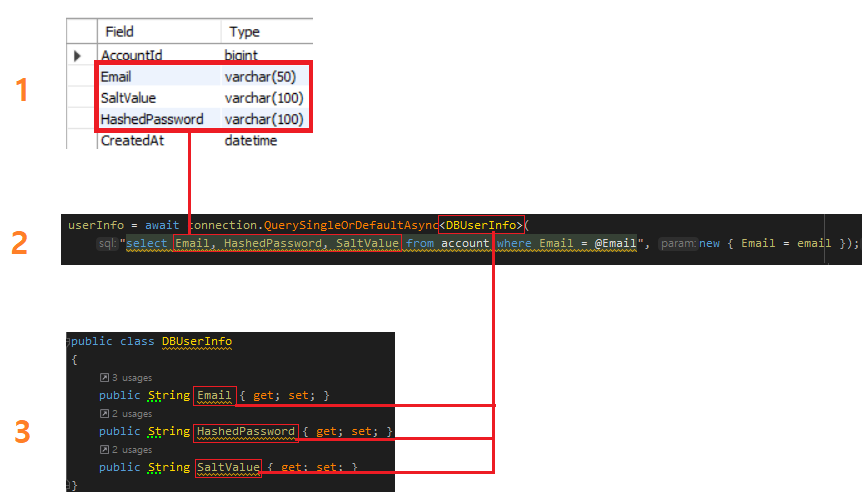 Field Type
AccountId bigint
1
Email varchar(50)
SaltValue varchar(100)
HashedPassword varchar(100)
CreatedAt datetime
2
userInfo = await connection.QuerySingleOrDefaultAsync<DBUserInfo>(
sql: "select Email, HashedPassword, SaltValue from account where Email = @Email", param: new { Email = email });
3
public class DBUserInfo
{
3 usages
public String Email { get; set; }
2 usages
public String HashedPassword { get; set; }
2 usages
public String SaltValue { get; set; }
}